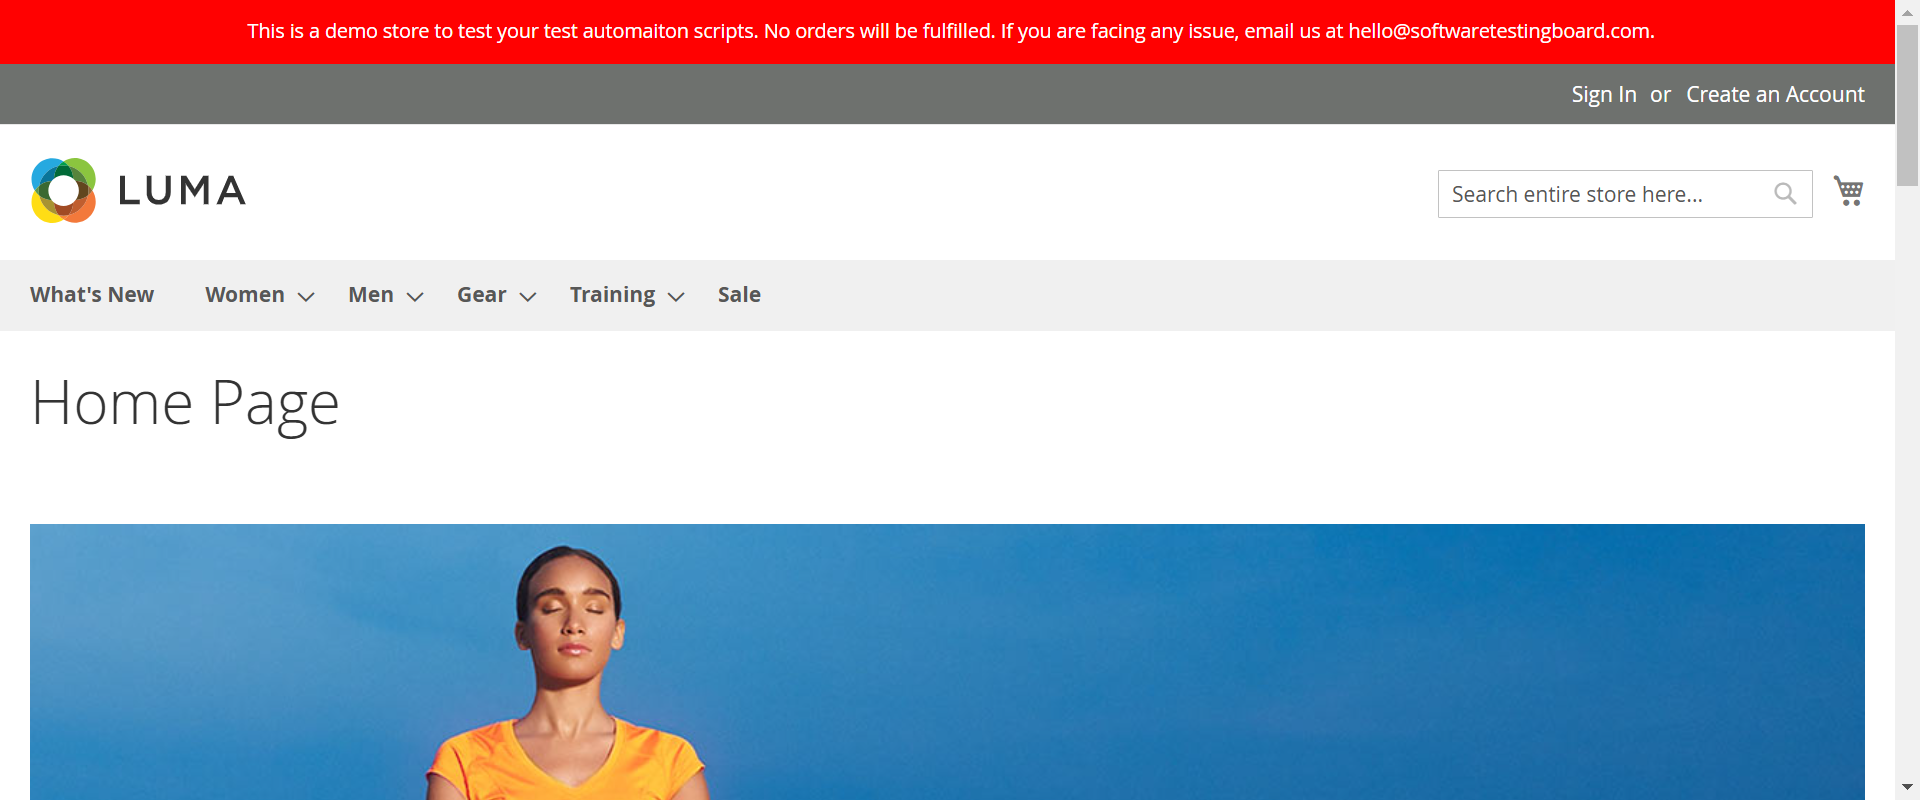 This is a demo store to test your test automaiton scripts. No orders will be fulfilled. If you are facing any issue, email us at hello@softwaretestingboard.com.
Sign In or Create an Account
LUMA
Search entire store here...
What's New Women Men Gear Training Sale
Home Page